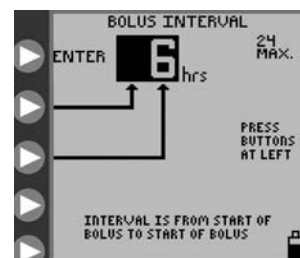 BOLUS INTERVAL
ENTER 6 hrs
24 MAX.
PRESS
BUTTONS
AT LEFT
INTERVAL IS FROM START OF
BOLUS TO START OF BOLUS